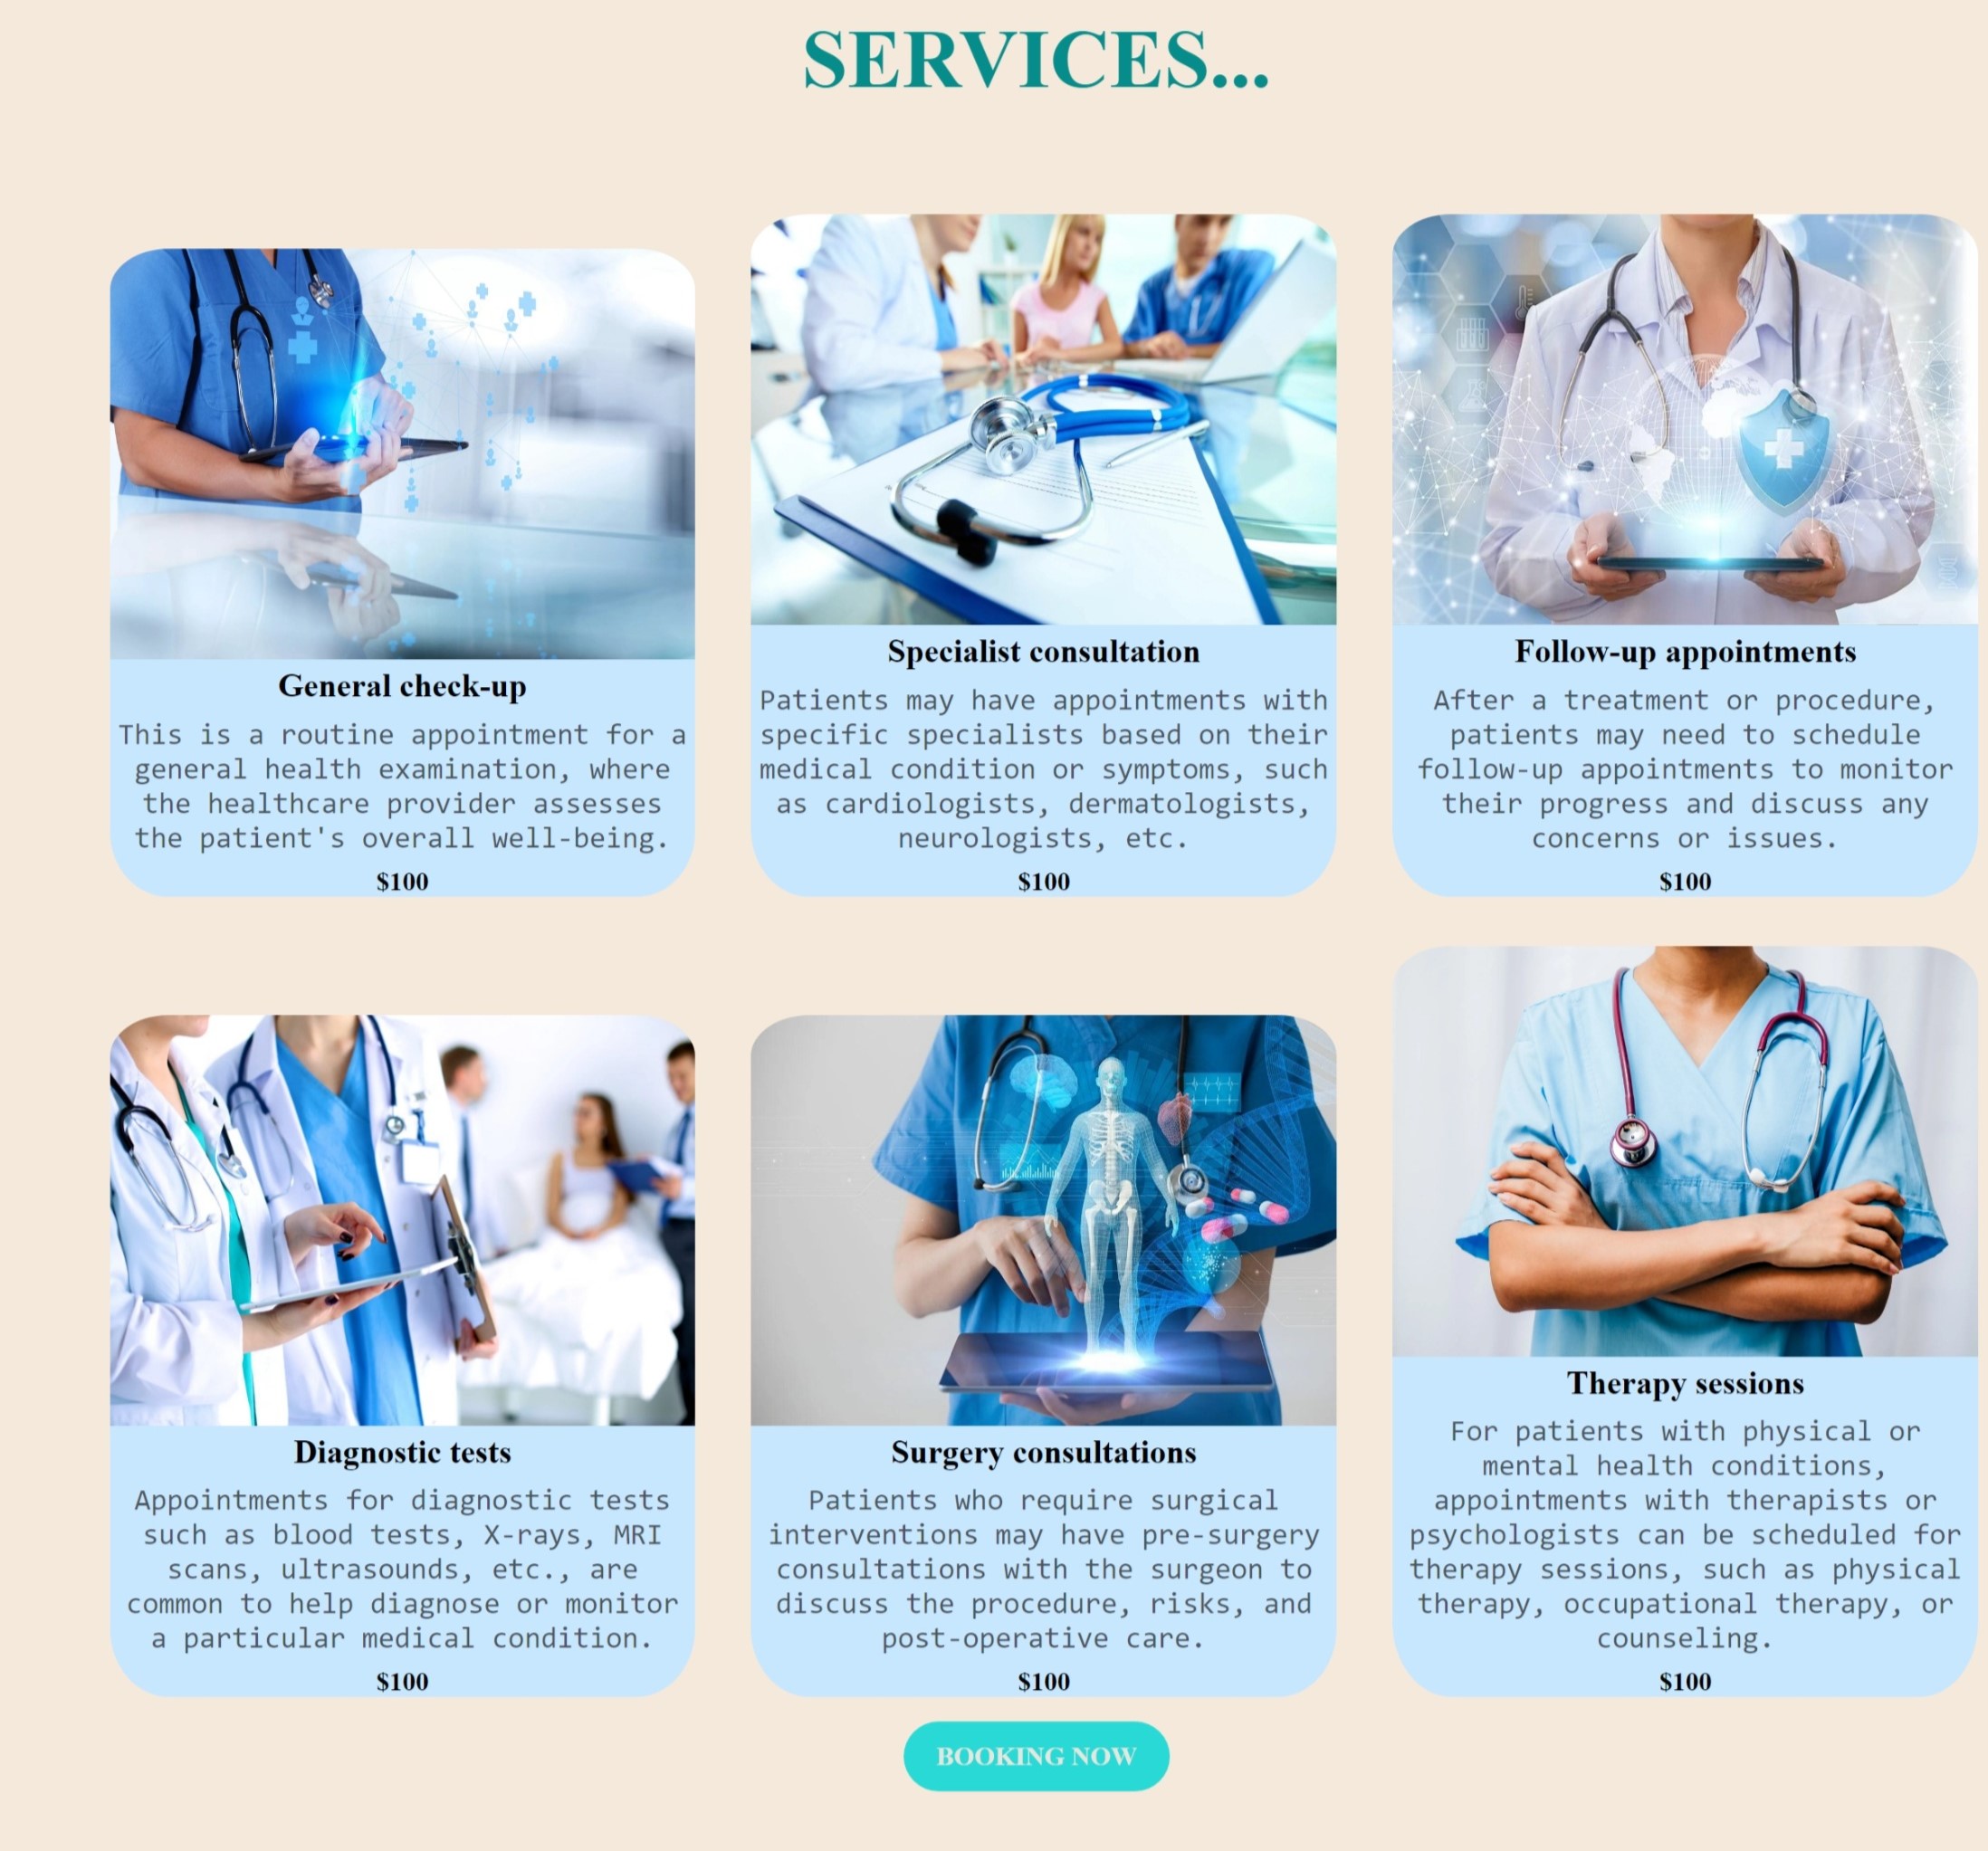 SERVICES...
General check-up
This is a routine appointment for a
general health examination, where
the healthcare provider assesses
the patient's overall well-being.
$100
Specialist consultation
Patients may have appointments with
specific specialists based on their
medical condition or symptoms, such
as cardiologists, dermatologists,
neurologists, etc.
$100
Follow-up appointments
After a treatment or procedure,
patients may need to schedule
follow-up appointments to monitor
their progress and discuss any
concerns or issues.
$100
Diagnostic tests
Appointments for diagnostic tests
such as blood tests, X-rays, MRI
scans, ultrasounds, etc., are
common to help diagnose or monitor
a particular medical condition.
$100
Surgery consultations
Patients who require surgical
interventions may have pre-surgery
consultations with the surgeon to
discuss the procedure, risks, and
post-operative care.
$100
Therapy sessions
For patients with physical or
mental health conditions,
appointments with therapists or
psychologists can be scheduled for
therapy sessions, such as physical
therapy, occupational therapy, or
counseling.
$100
BOOKING NOW